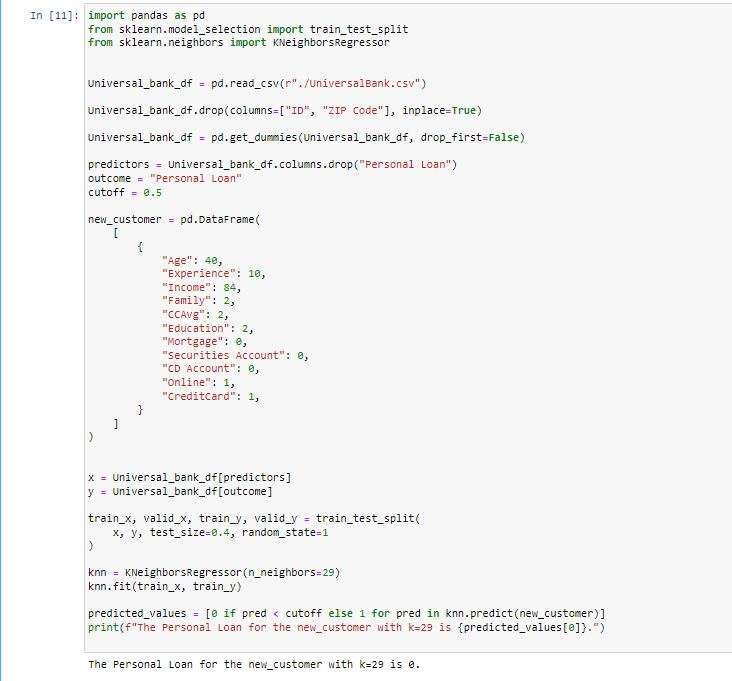 In [11]: import pandas as pd
from sklearn.model_selection import train_test_split
from sklearn.neighbors import KNeighborsRegressor
Universal_bank_df = pd.read_csv(r"./UniversalBank.csv")
Universal_bank_df.drop(columns=["ID", "ZIP Code"], inplace=True)
Universal_bank_df = pd.get_dummies(Universal_bank_df, drop_first=False)
predictors = Universal_bank_df.columns.drop("Personal Loan")
outcome = "Personal Loan"
cutoff = 0.5
new_customer = pd.DataFrame(
    [
        {
            "Age": 40,
            "Experience": 10,
            "Income": 84,
            "Family": 2,
            "CCAvg": 2,
            "Education": 2,
            "Mortgage": 0,
            "Securities Account": 0,
            "CD Account": 0,
            "Online": 1,
            "CreditCard": 1,
        }
    ]
)
x = Universal_bank_df[predictors]
y = Universal_bank_df[outcome]
train_x, valid_x, train_y, valid_y = train_test_split(
    x, y, test_size=0.4, random_state=1
)
knn = KNeighborsRegressor(n_neighbors=29)
knn.fit(train_x, train_y)
predicted_values = [0 if pred < cutoff else 1 for pred in knn.predict(new_customer)]
print(f"The Personal Loan for the new_customer with k=29 is {predicted_values[0]}.")
The Personal Loan for the new_customer with k=29 is 0.